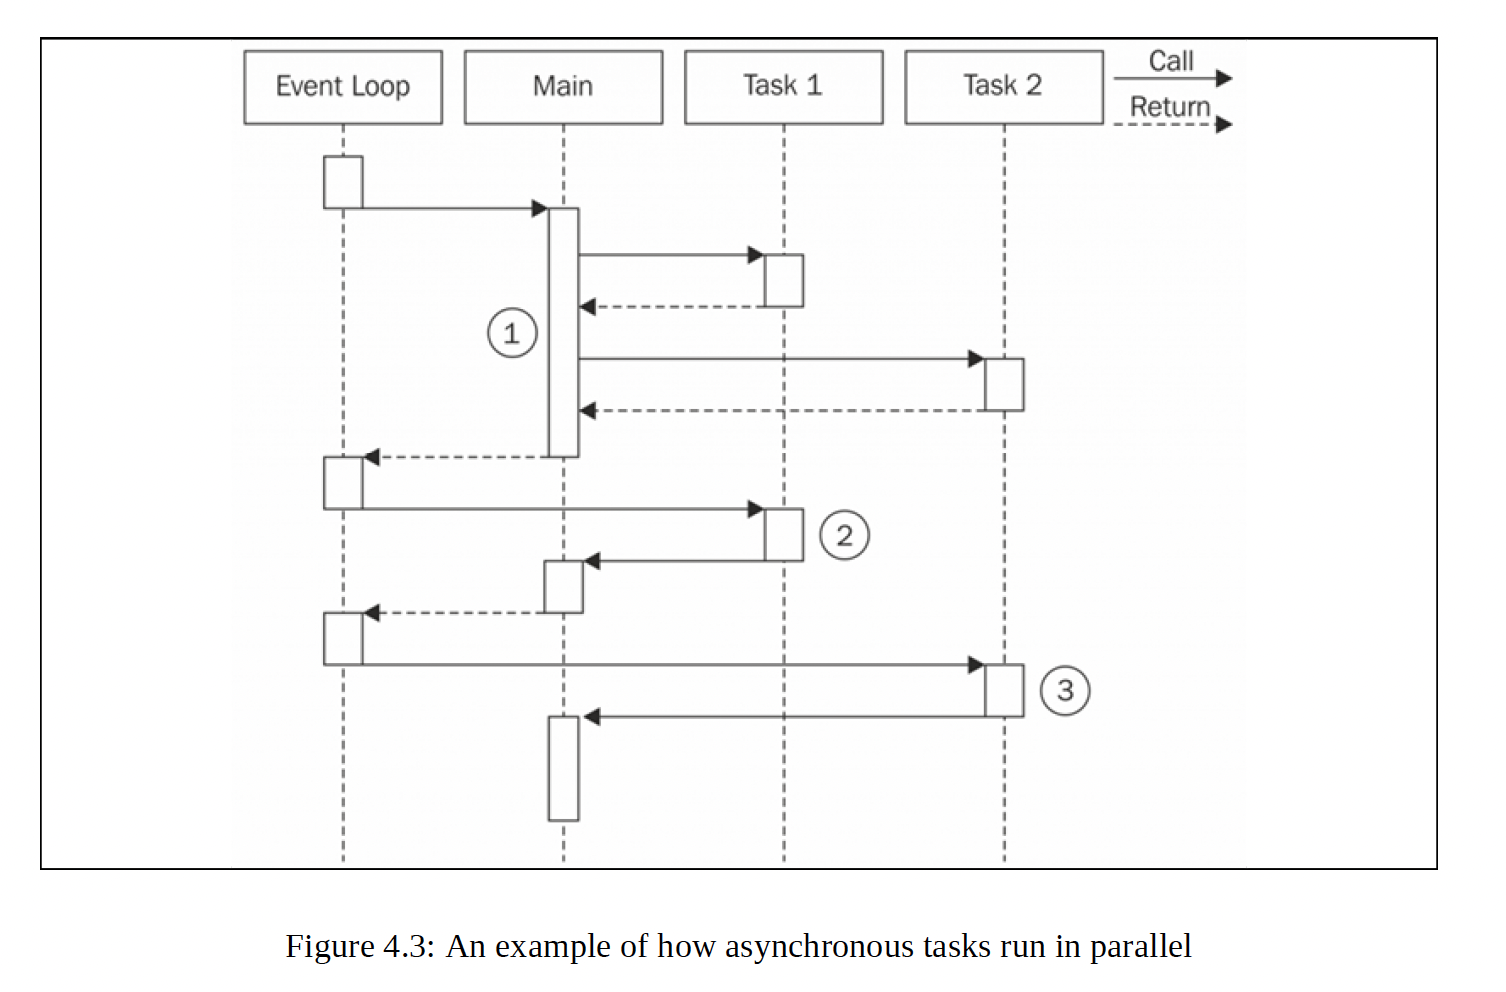 Event Loop
Main
Task 1
Task 2
Call
Return
1
2
3
Figure 4.3: An example of how asynchronous tasks run in parallel